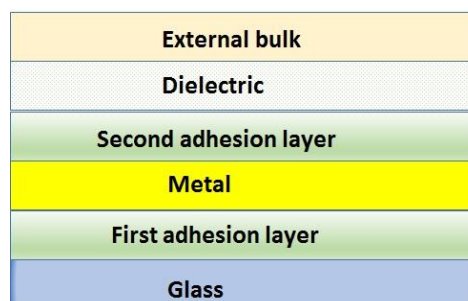 External bulk
Dielectric
Second adhesion layer
Metal
First adhesion layer
Glass